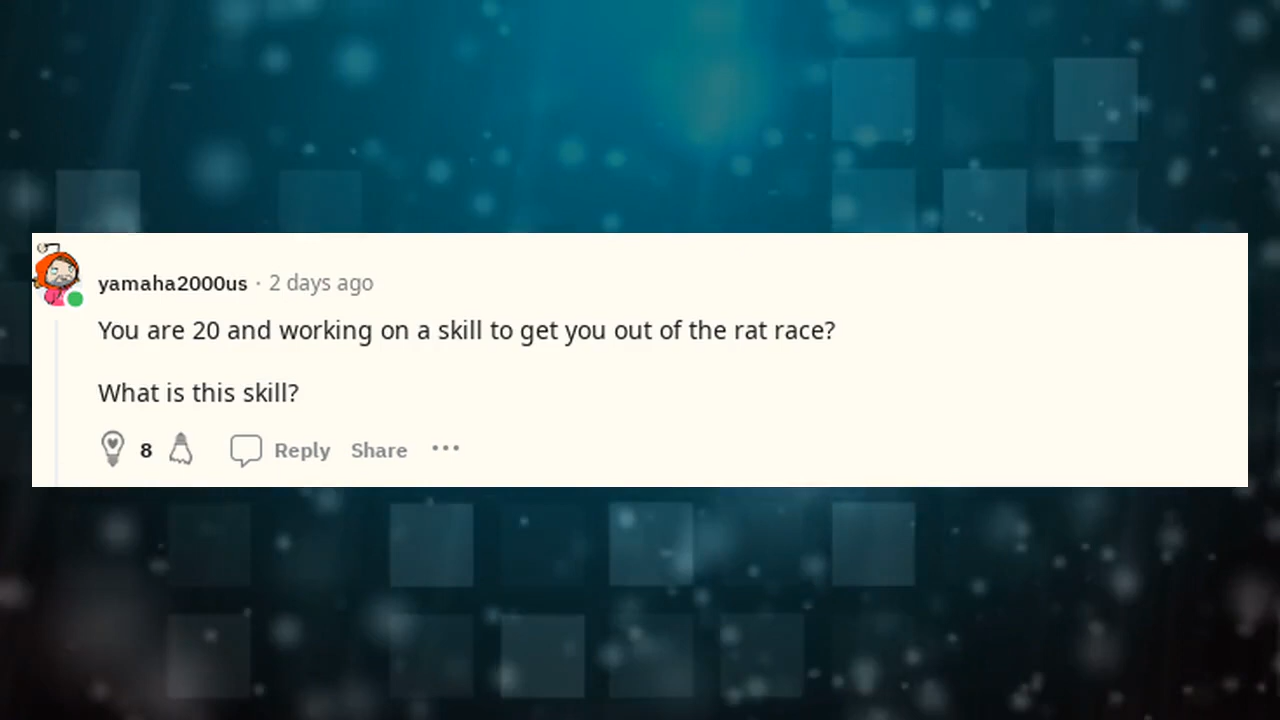 yamaha2000us · 2 days ago
You are 20 and working on a skill to get you out of the rat race?
What is this skill?
8 Reply Share ···